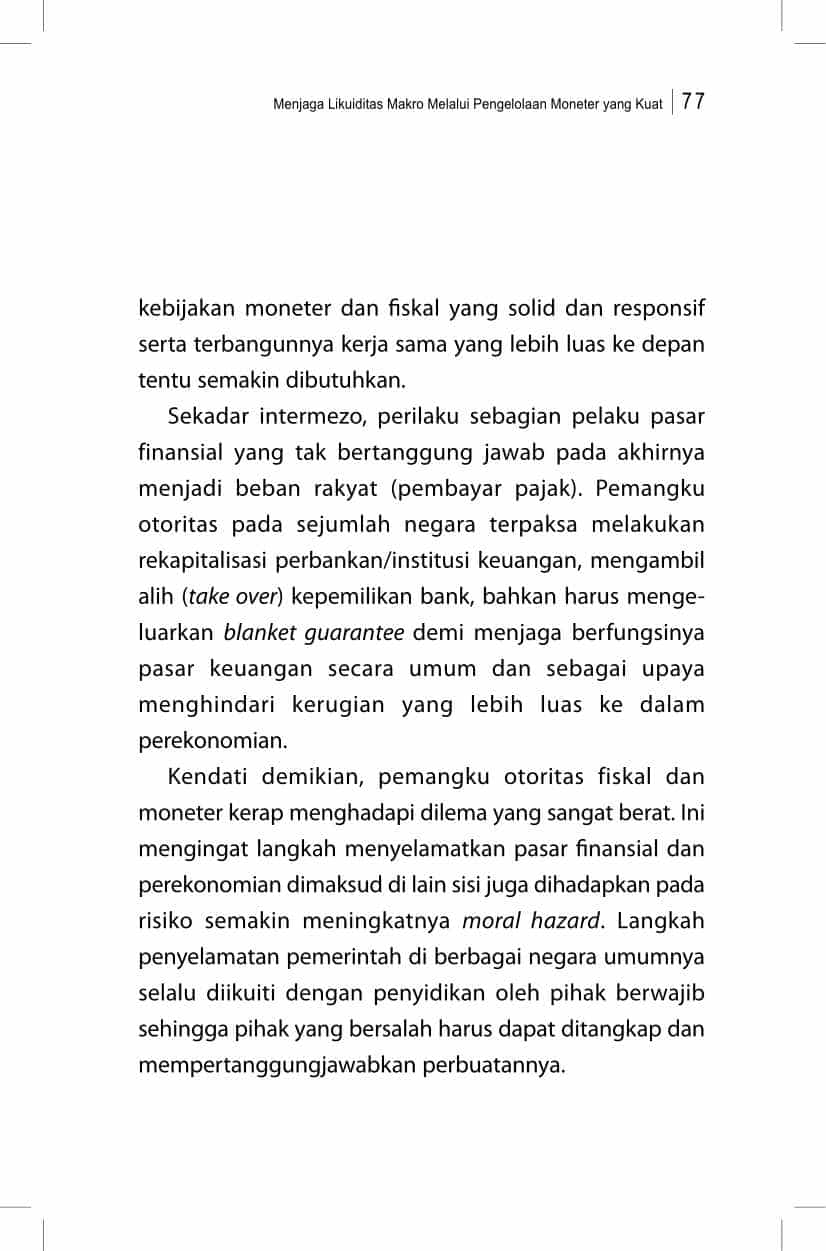 Menjaga Likuiditas Makro Melalui Pengelolaan Moneter yang Kuat 77
kebijakan moneter dan fiskal yang solid dan responsif
serta terbangunnya kerja sama yang lebih luas ke depan
tentu semakin dibutuhkan.
Sekadar intermezo, perilaku sebagian pelaku pasar
finansial yang tak bertanggung jawab pada akhirnya
menjadi beban rakyat (pembayar pajak). Pemangku
otoritas pada sejumlah negara terpaksa melakukan
rekapitalisasi perbankan/institusi keuangan, mengambil
alih (take over) kepemilikan bank, bahkan harus menge-
luarkan blanket guarantee demi menjaga berfungsinya
pasar keuangan secara umum dan sebagai upaya
menghindari kerugian yang lebih luas ke dalam
perekonomian.
Kendati demikian, pemangku otoritas fiskal dan
moneter kerap menghadapi dilema yang sangat berat. Ini
mengingat langkah menyelamatkan pasar finansial dan
perekonomian dimaksud di lain sisi juga dihadapkan pada
risiko semakin meningkatnya moral hazard. Langkah
penyelamatan pemerintah di berbagai negara umumnya
selalu diikuiti dengan penyidikan oleh pihak berwajib
sehingga pihak yang bersalah harus dapat ditangkap dan
mempertanggungjawabkan perbuatannya.